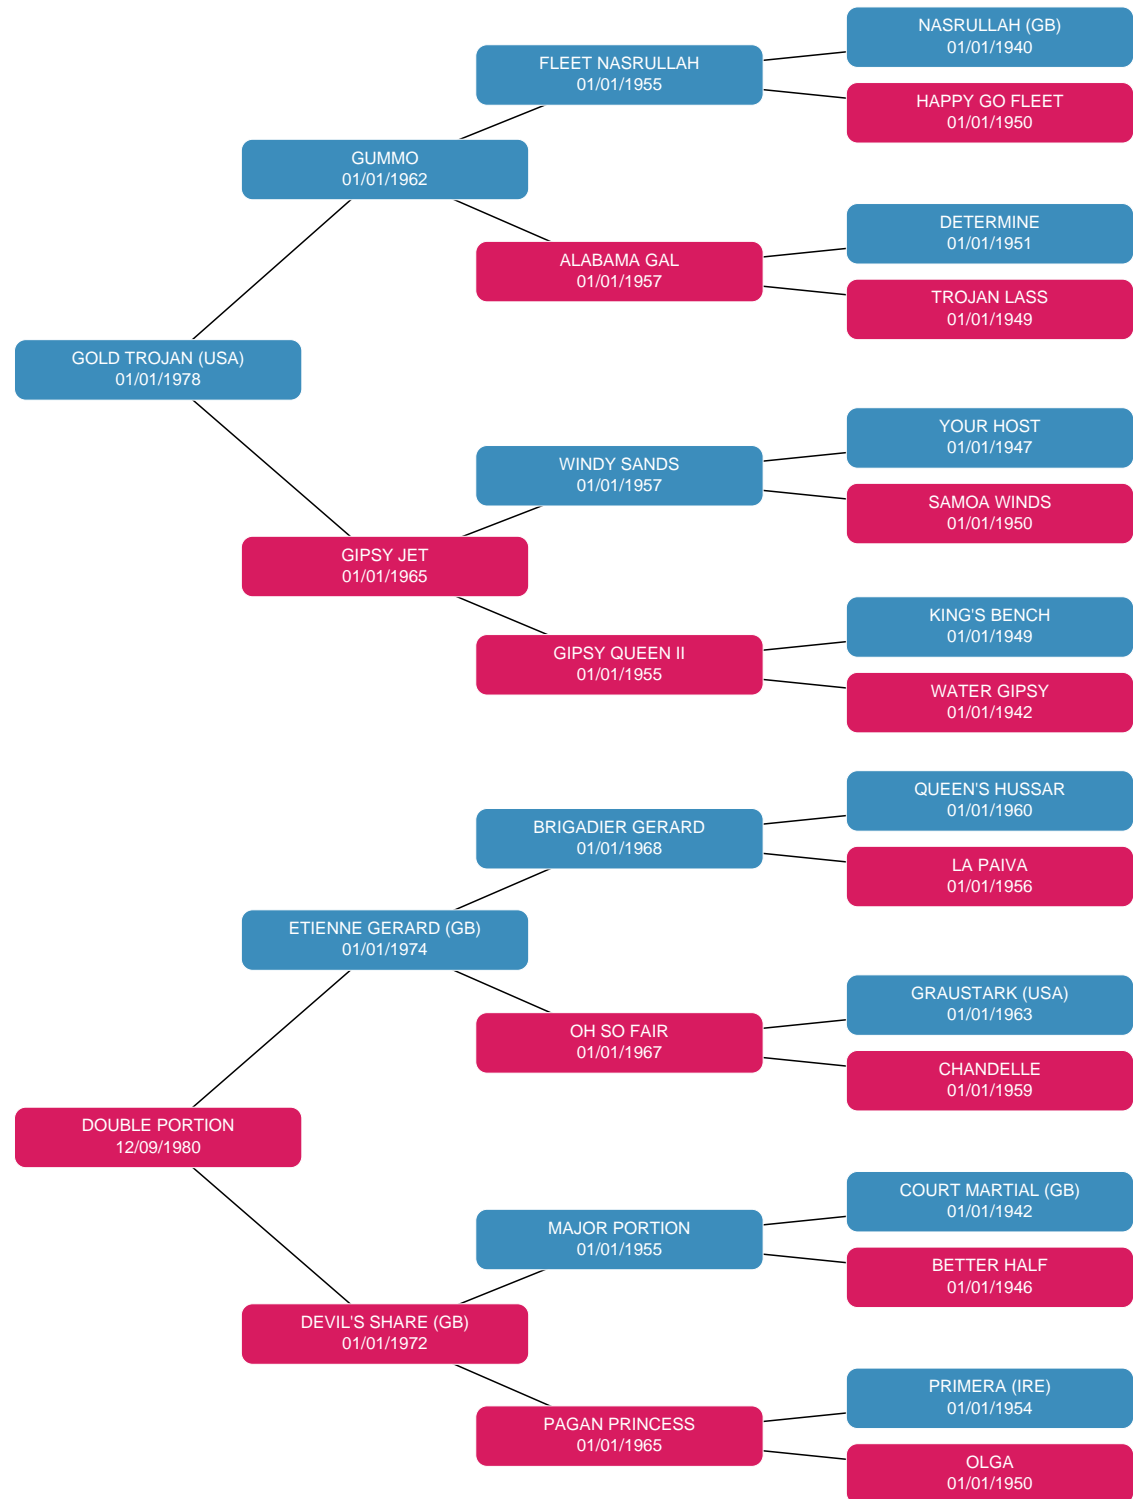 NASRULLAH (GB)
01/01/1940
FLEET NASRULLAH
01/01/1955
HAPPY GO FLEET
01/01/1950
GUMMO
01/01/1962
DETERMINE
01/01/1951
ALABAMA GAL
01/01/1957
TROJAN LASS
01/01/1949
GOLD TROJAN (USA)
01/01/1978
YOUR HOST
01/01/1947
WINDY SANDS
01/01/1957
SAMOA WINDS
01/01/1950
GIPSY JET
01/01/1965
KING'S BENCH
01/01/1949
GIPSY QUEEN II
01/01/1955
WATER GIPSY
01/01/1942
QUEEN'S HUSSAR
01/01/1960
BRIGADIER GERARD
01/01/1968
LA PAIVA
01/01/1956
ETIENNE GERARD (GB)
01/01/1974
GRAUSTARK (USA)
01/01/1963
OH SO FAIR
01/01/1967
CHANDELLE
01/01/1959
DOUBLE PORTION
12/09/1980
COURT MARTIAL (GB)
01/01/1942
MAJOR PORTION
01/01/1955
BETTER HALF
01/01/1946
DEVIL'S SHARE (GB)
01/01/1972
PRIMERA (IRE)
01/01/1954
PAGAN PRINCESS
01/01/1965
OLGA
01/01/1950